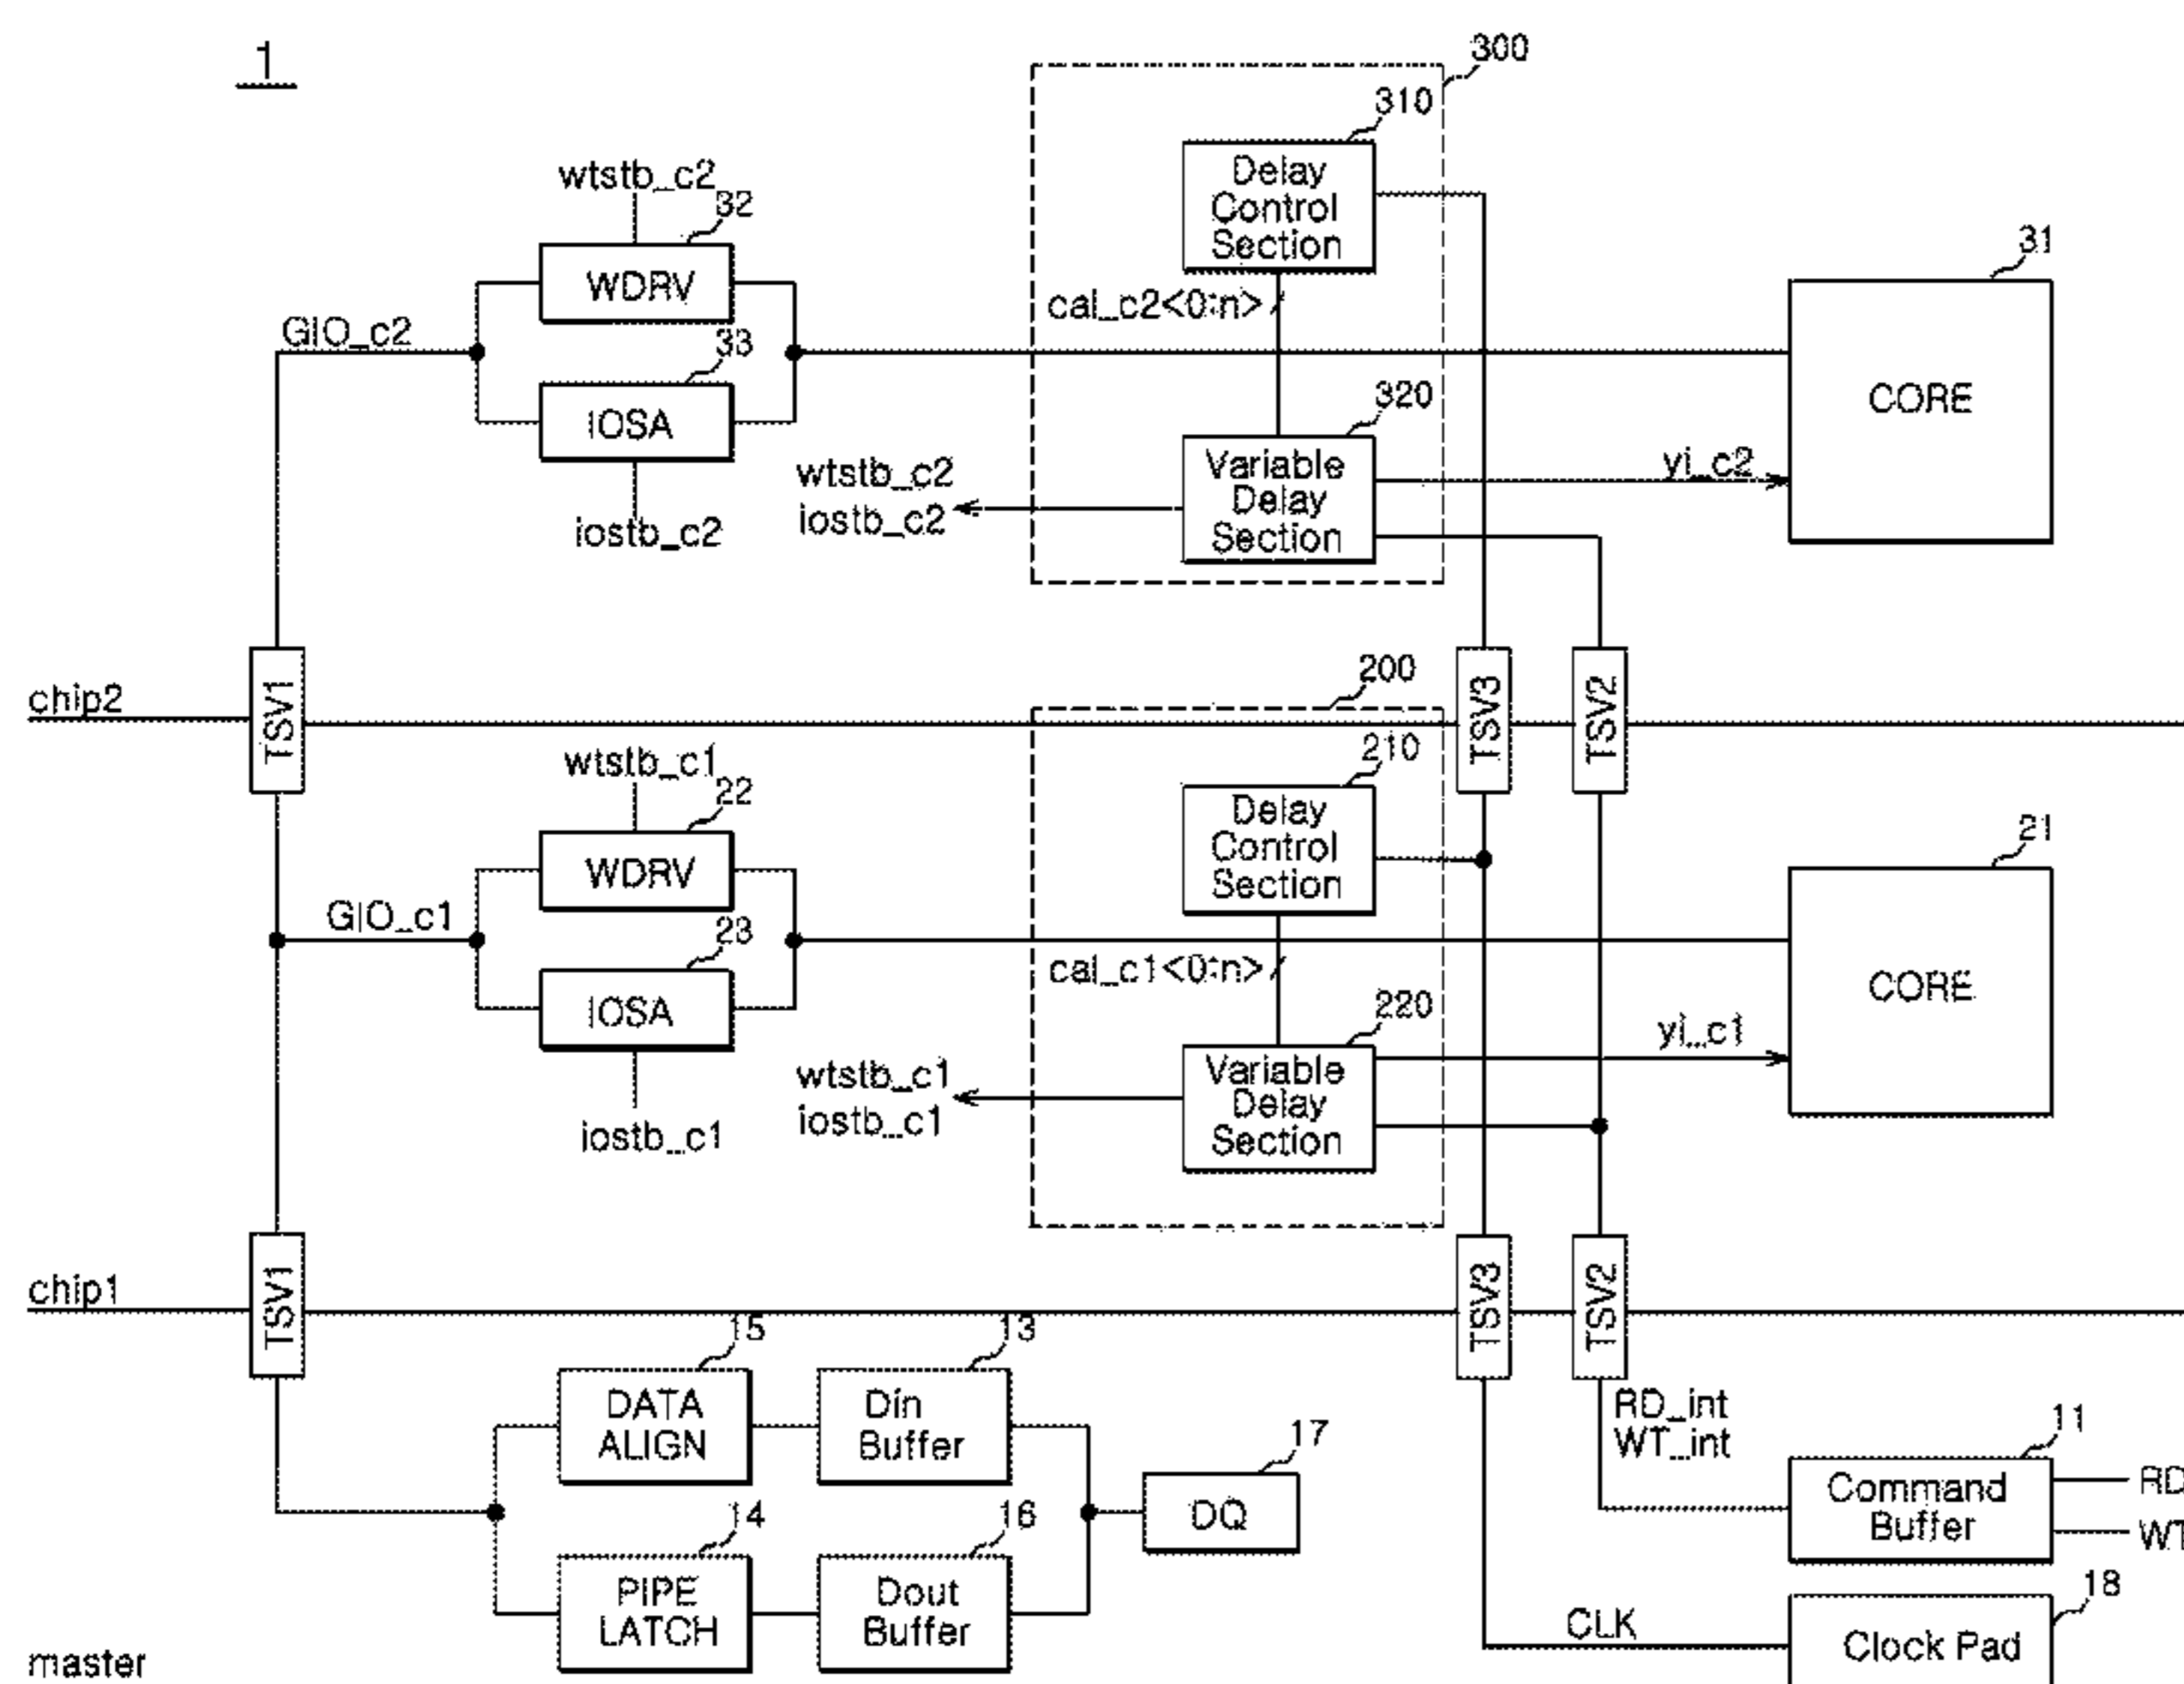 1
300
310
Delay
Control
Section
wtstb_c2
32
WDRV
31
cal_c2<0:n>
GIO_c2
33
IOSA
CORE
320
Variable
Delay
Section
wtstb_c2
iostb_c2
yi_c2
iostb_c2
chip2
TSV1
TSV3
TSV2
200
210
Delay
Control
Section
wtstb_c1
22
WDRV
21
GIO_c1
23
IOSA
cal_c1<0:n>
CORE
220
Variable
Delay
Section
wtstb_c1
iostb_c1
yi_c1
iostb_c1
chip1
TSV1
TSV3
TSV2
15
DATA
ALIGN
13
Din
Buffer
RD_int
WT_int
17
DQ
11
Command
Buffer
RD
WT
14
PIPE
LATCH
16
Dout
Buffer
CLK
18
Clock Pad
master